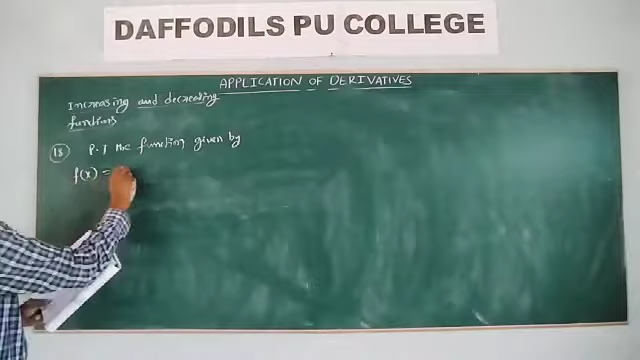 DAFFODILS PU COLLEGE
APPLICATION OF DERIVATIVES
Increasing and decreasing
functions
18 P.T the function given by
f(x) =